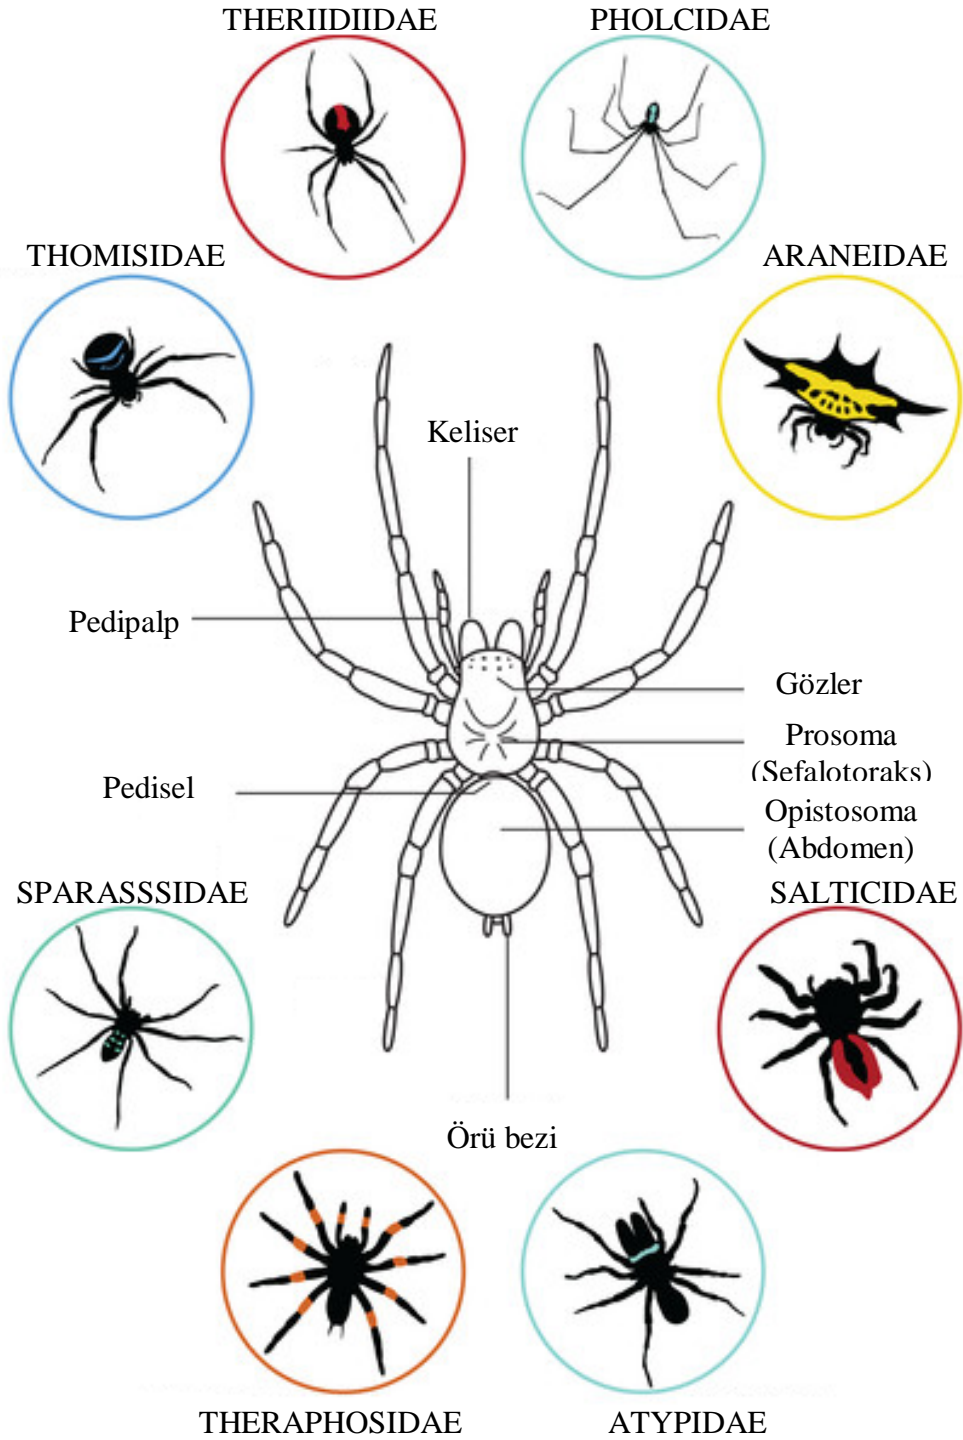 THERIIDIIDAE
PHOLCIDAE
THOMISIDAE
ARANEIDAE
Keliser
Pedipalp
Gözler
Prosoma
(Sefalotoraks)
Pedisel
Opistosoma
(Abdomen)
SPARASSSIDAE
SALTICIDAE
Örü bezi
THERAPHOSIDAE
ATYPIDAE